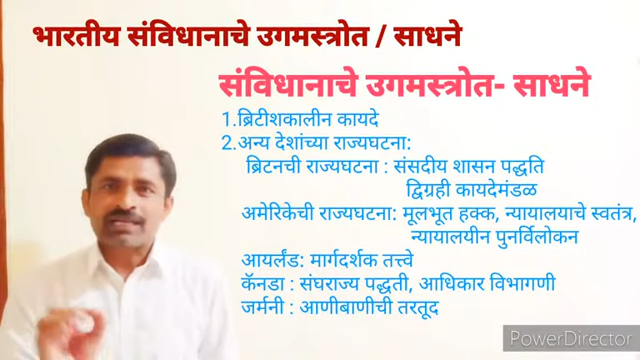 भारतीय संविधानाचे उगमस्त्रोत / साधने
संविधानाचे उगमस्त्रोत- साधने
1.ब्रिटीशकालीन कायदे
2.अन्य देशांच्या राज्यघटना:
ब्रिटनची राज्यघटना : संसदीय शासन पद्धति
द्विग्रही कायदेमंडळ
अमेरिकेची राज्यघटना: मूलभूत हक्क, न्यायालयाचे स्वतंत्र,
न्यायालयीन पुनर्विलोकन
आयर्लंड: मार्गदर्शक तत्त्वे
कॅनडा : संघराज्य पद्धती, आधिकार विभागणी
जर्मनी : आणीबाणीची तरतूद
PowerDirector